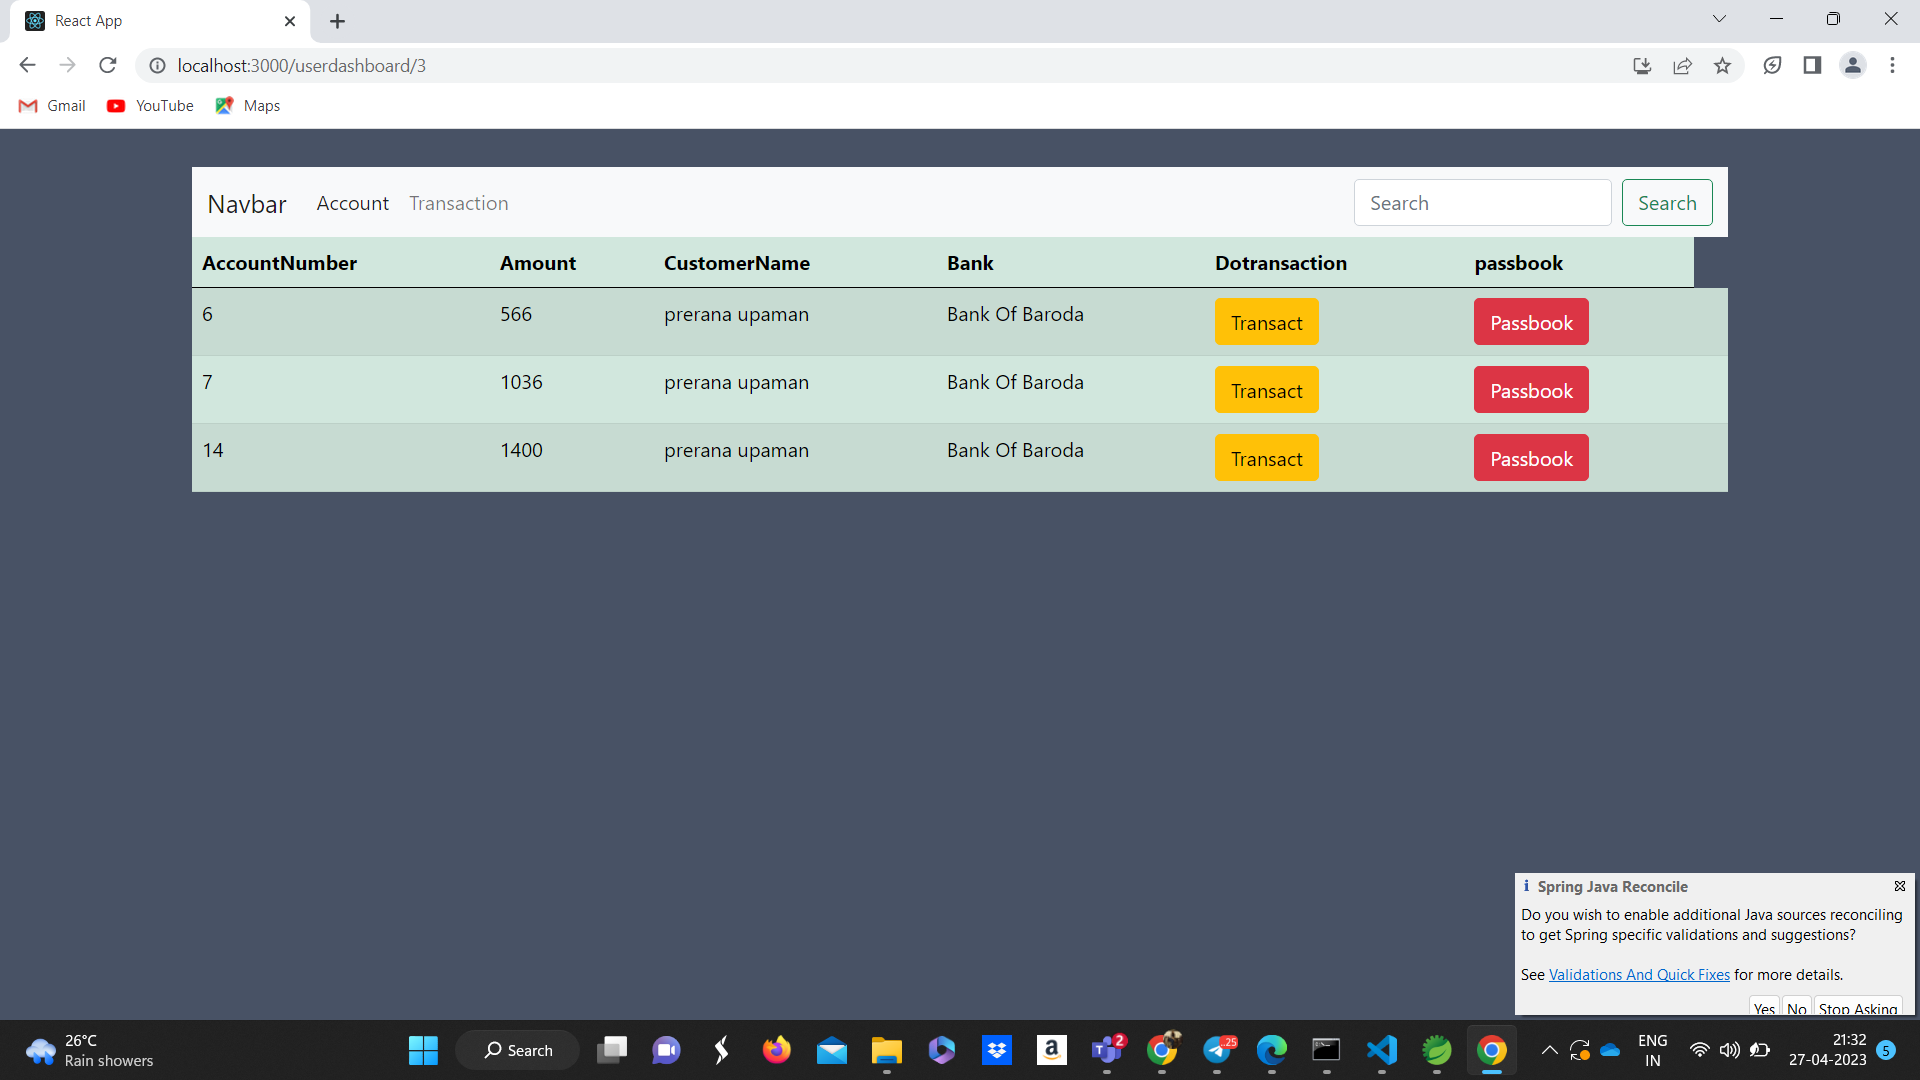 React App
localhost:3000/userdashboard/3
Gmail YouTube Maps
Navbar Account Transaction Search Search
AccountNumber Amount CustomerName Bank Dotransaction passbook
6 566 prerana upaman Bank Of Baroda Transact Passbook
7 1036 prerana upaman Bank Of Baroda Transact Passbook
14 1400 prerana upaman Bank Of Baroda Transact Passbook
Spring Java Reconcile
Do you wish to enable additional Java sources reconciling
to get Spring specific validations and suggestions?
See Validations And Quick Fixes for more details.
Yes No Stop Asking
26°C
Rain showers
Search
2
.25
ENG
IN
21:32
27-04-2023
5